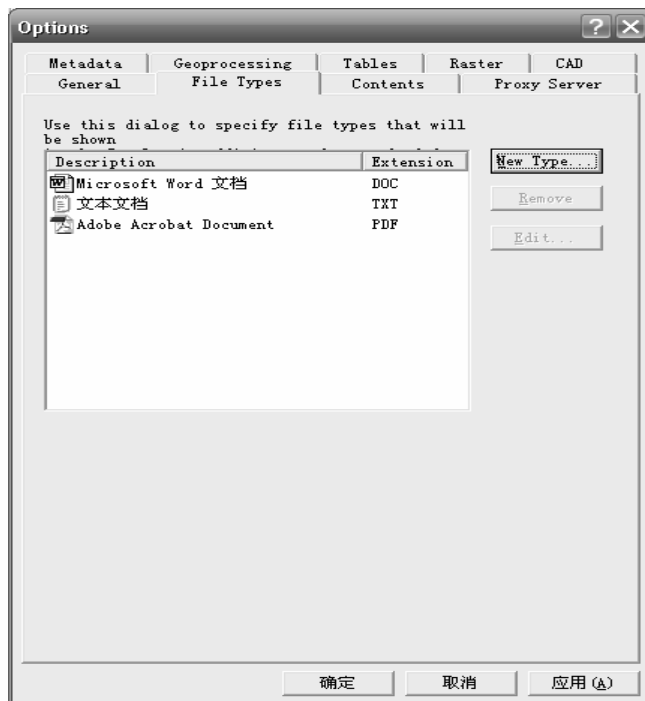 Options
Metadata Geoprocessing Tables Raster CAD
General File Types Contents Proxy Server
Use this dialog to specify file types that will
be shown
Description Extension
New Type...
Microsoft Word 文档 DOC
文本文档 TXT
Remove
Adobe Acrobat Document PDF
Edit...
确定 取消 应用(A)